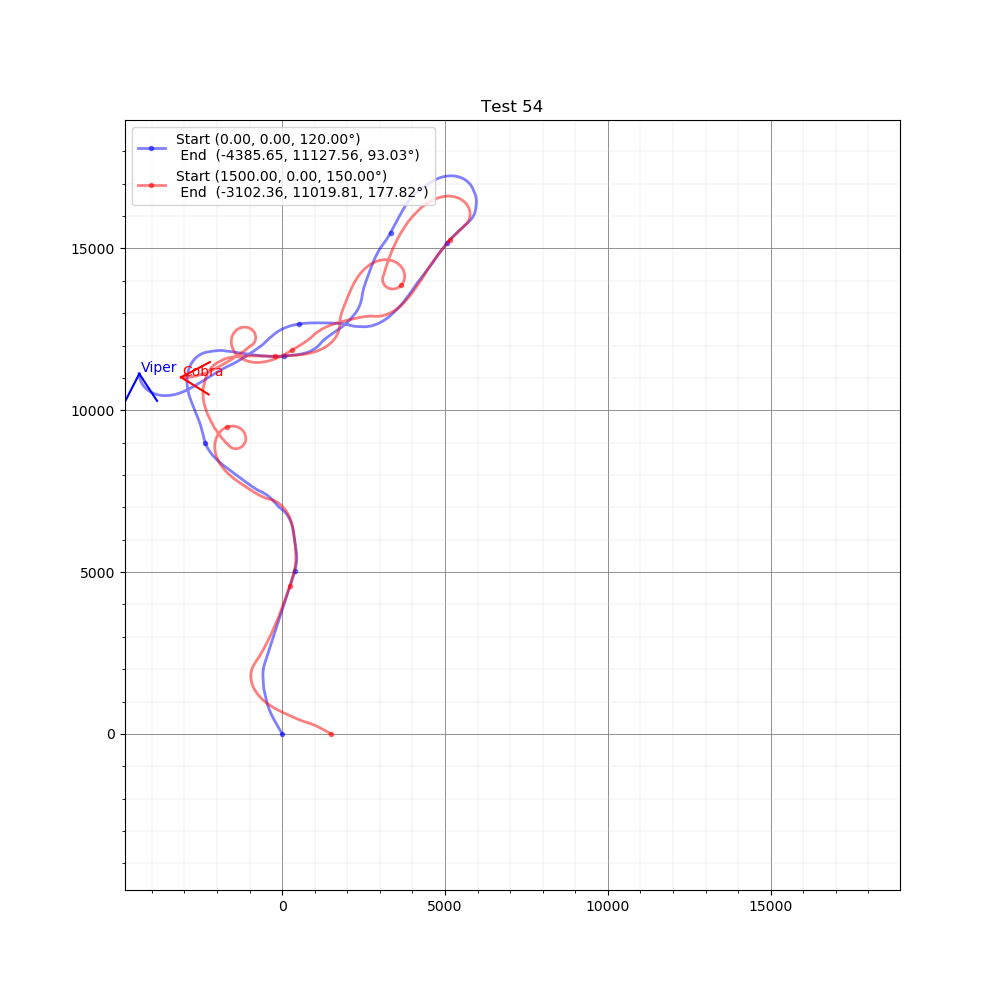 Test 54
Start (0.00, 0.00, 120.00°)
End  (-4385.65, 11127.56, 93.03°)
Start (1500.00, 0.00, 150.00°)
End  (-3102.36, 11019.81, 177.82°)
15000
Viper
Cobra
10000
5000
0
0
5000
10000
15000